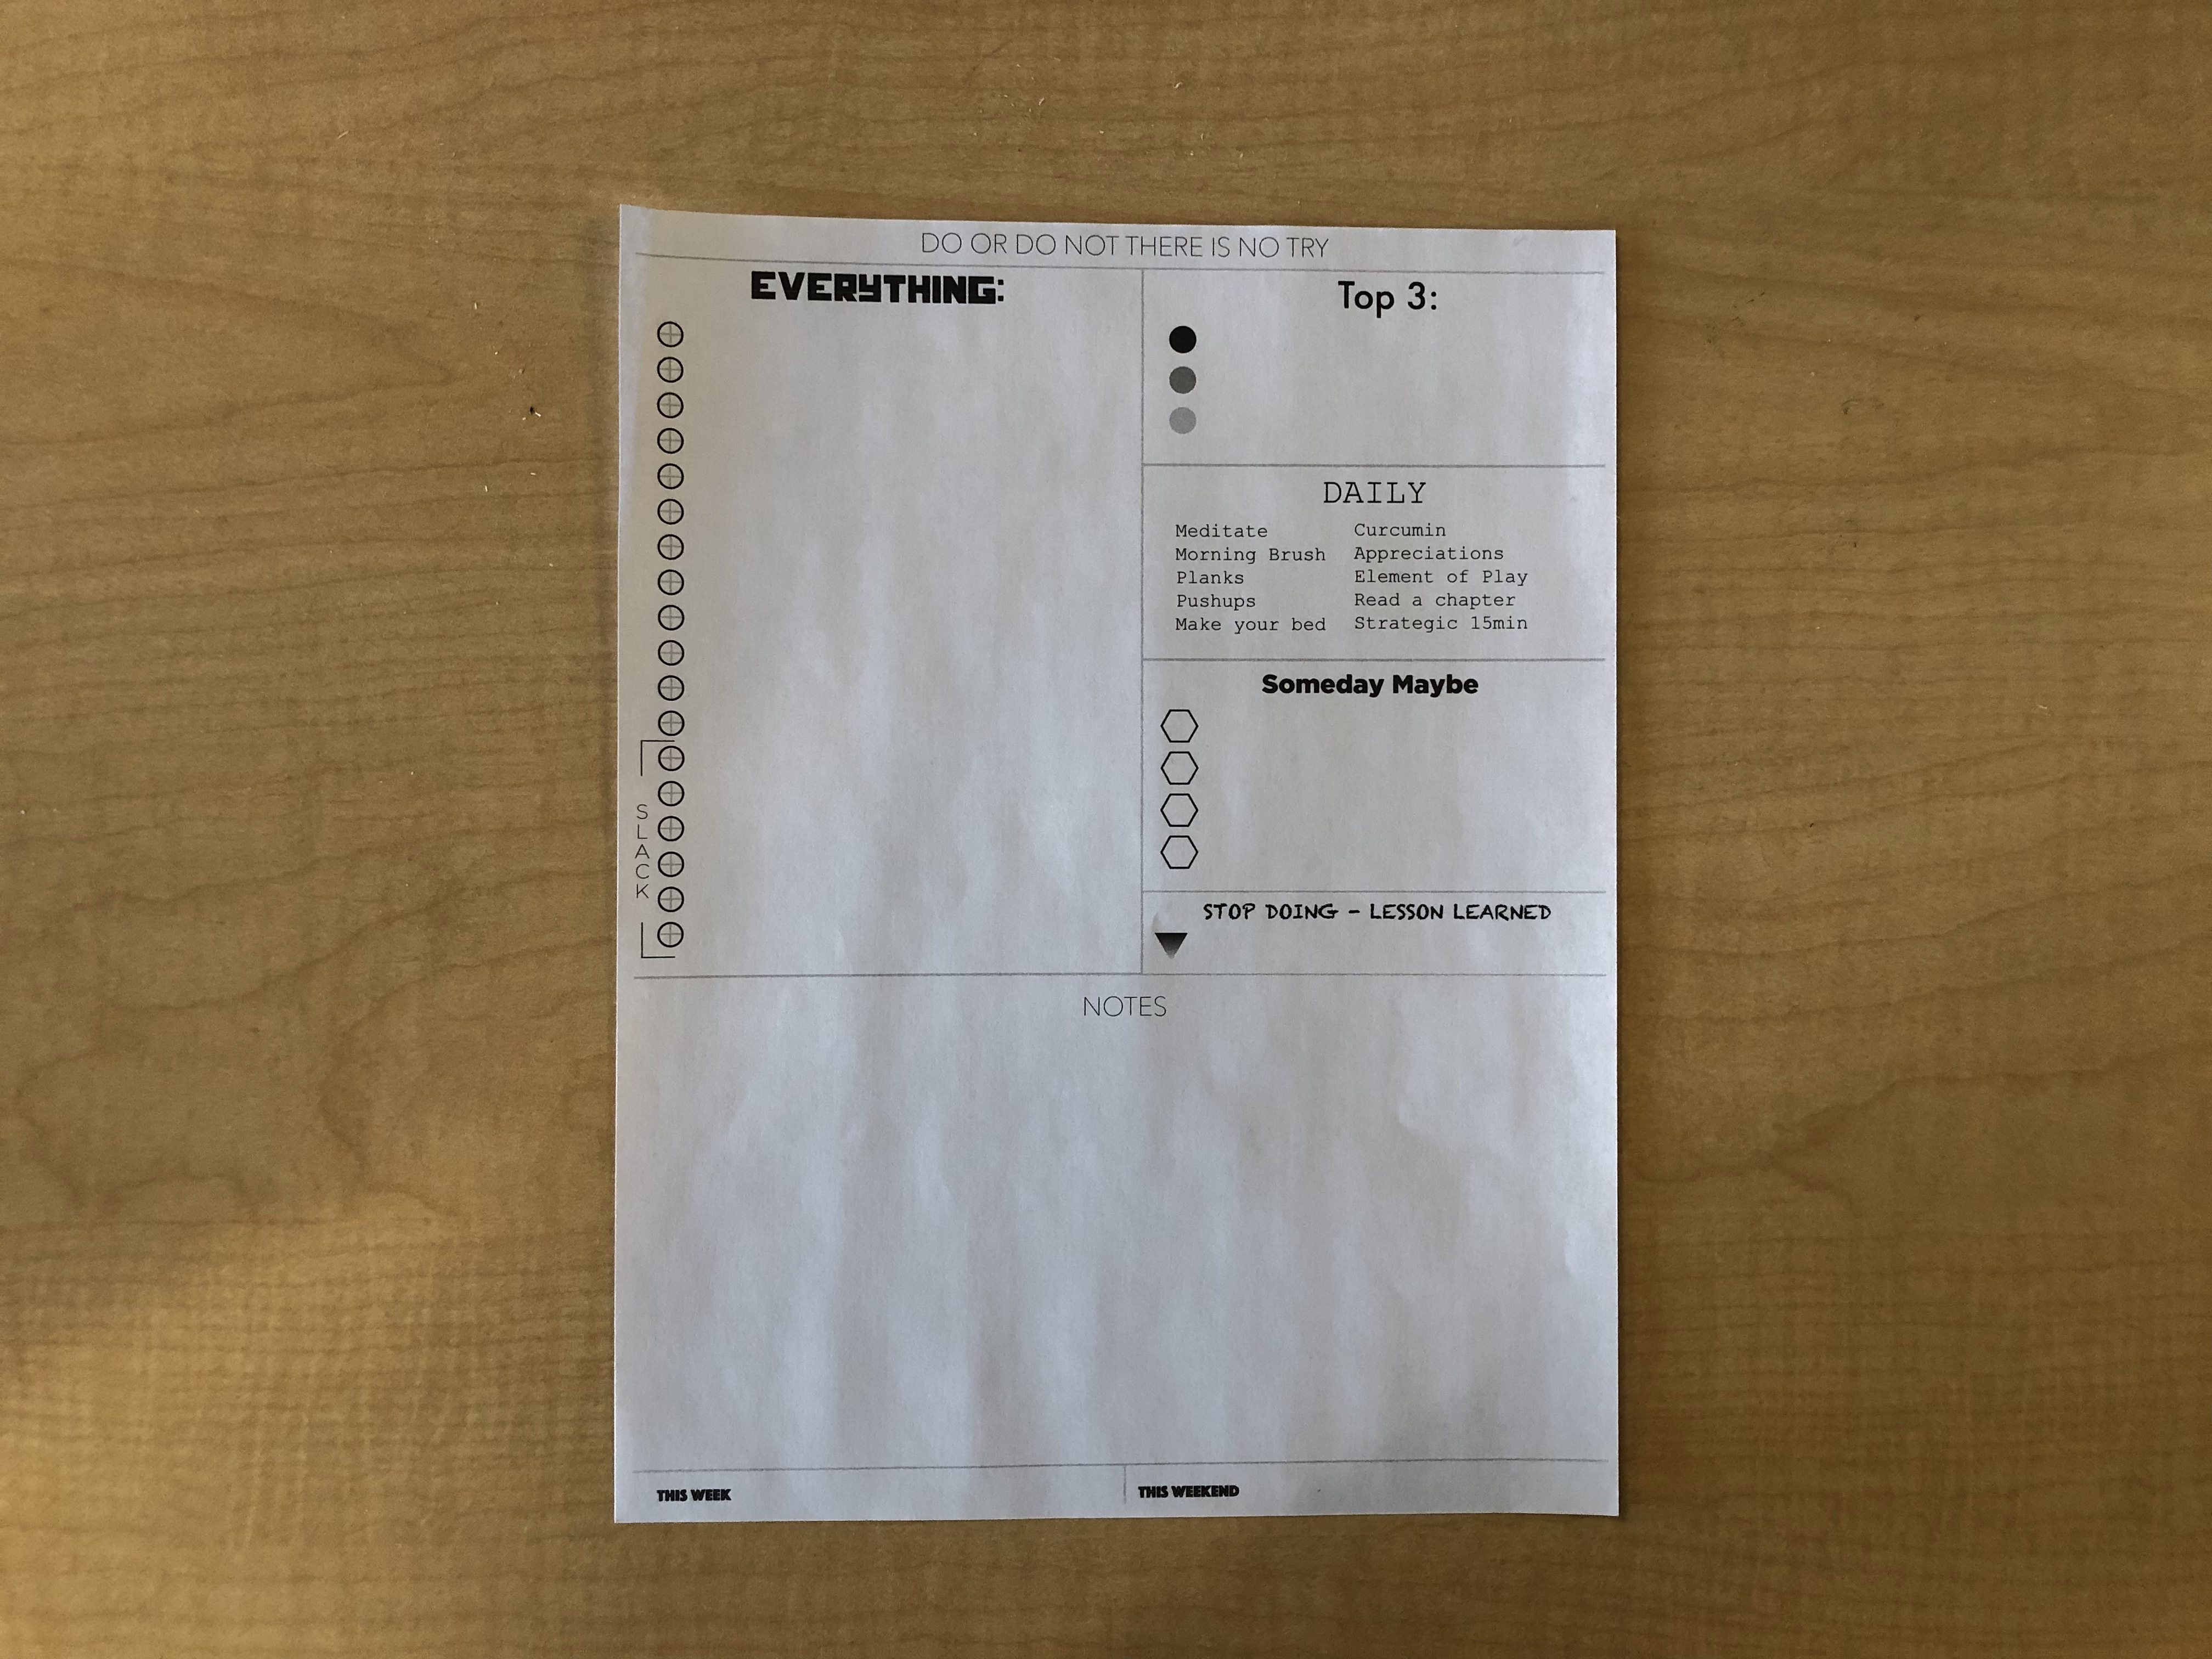 DO OR DO NOT THERE IS NO TRY
EVERYTHING:
SLACK
Top 3:
DAILY
Meditate
Morning Brush
Planks
Pushups
Make your bed
Curcumin
Appreciations
Element of Play
Read a chapter
Strategic 15min
Someday Maybe
STOP DOING - LESSON LEARNED
NOTES
THIS WEEK
THIS WEEKEND